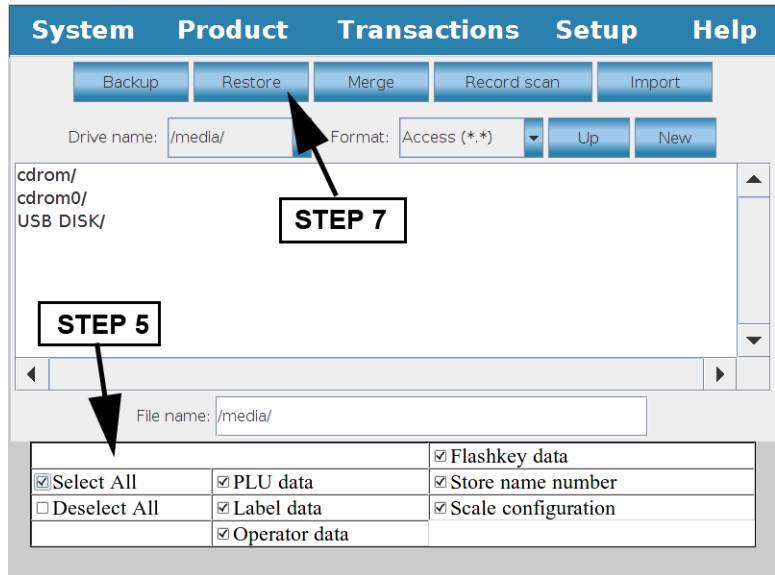 System Product Transactions Setup Help
Backup Restore Merge Record scan Import
Drive name: /media/ Format: Access (*.*) Up New
cdrom/
cdrom0/
USB DISK/
STEP 7
STEP 5
File name: /media/
Flashkey data
Select All PLU data Store name number
Deselect All Label data Scale configuration
Operator data